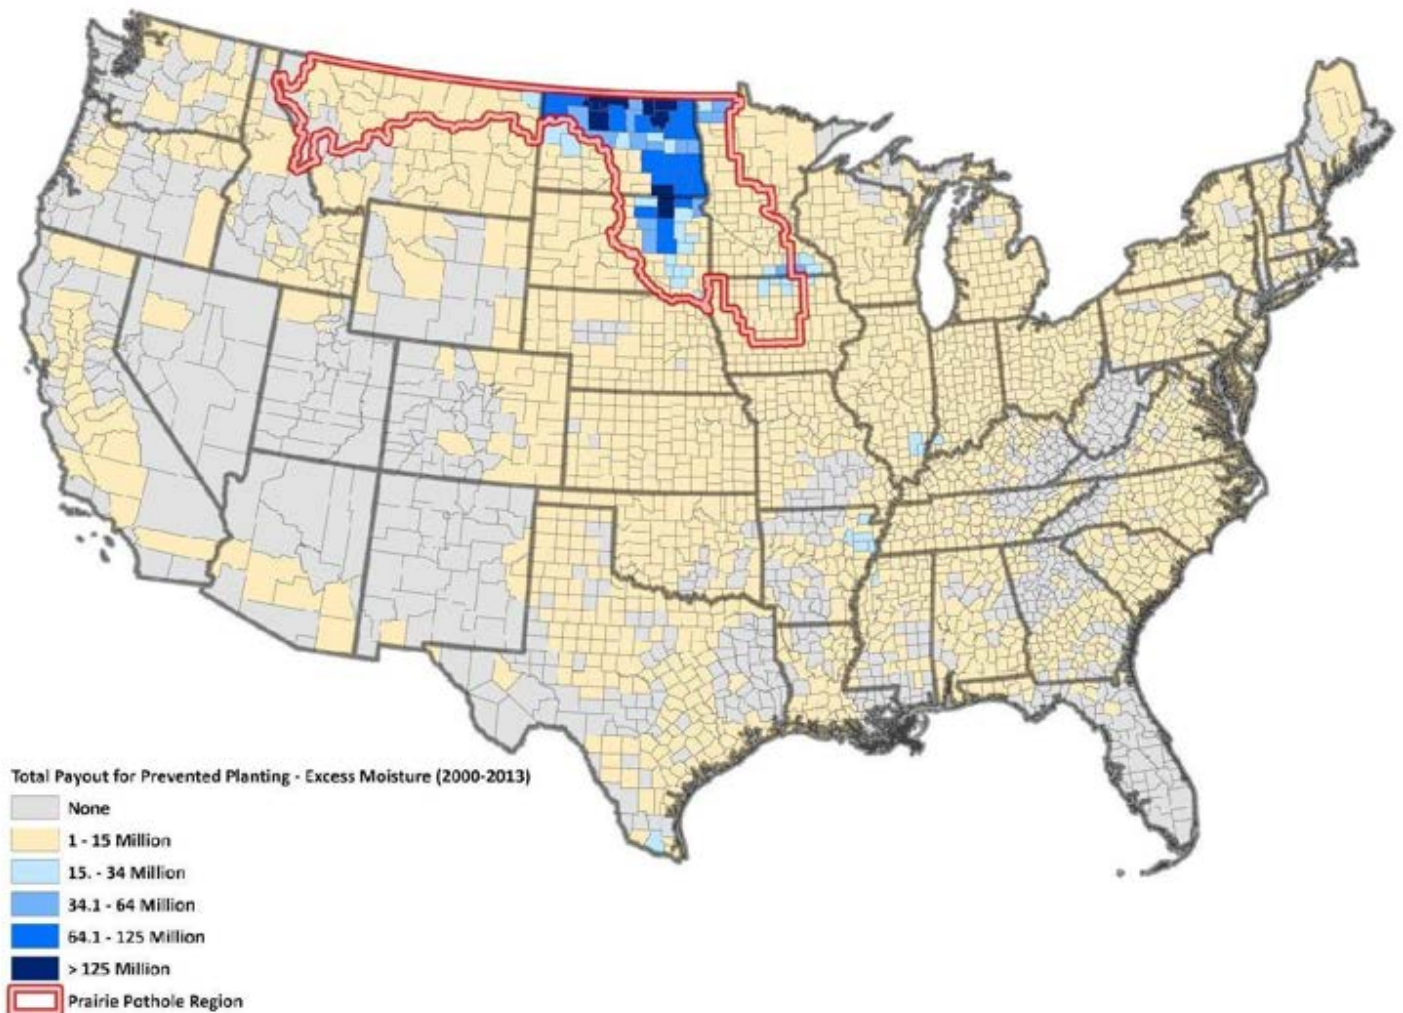 Total Payout for Prevented Planting - Excess Moisture (2000-2013)
None
1 - 15 Million
15. - 34 Million
34.1 - 64 Million
64.1 - 125 Million
> 125 Million
Prairie Pothole Region